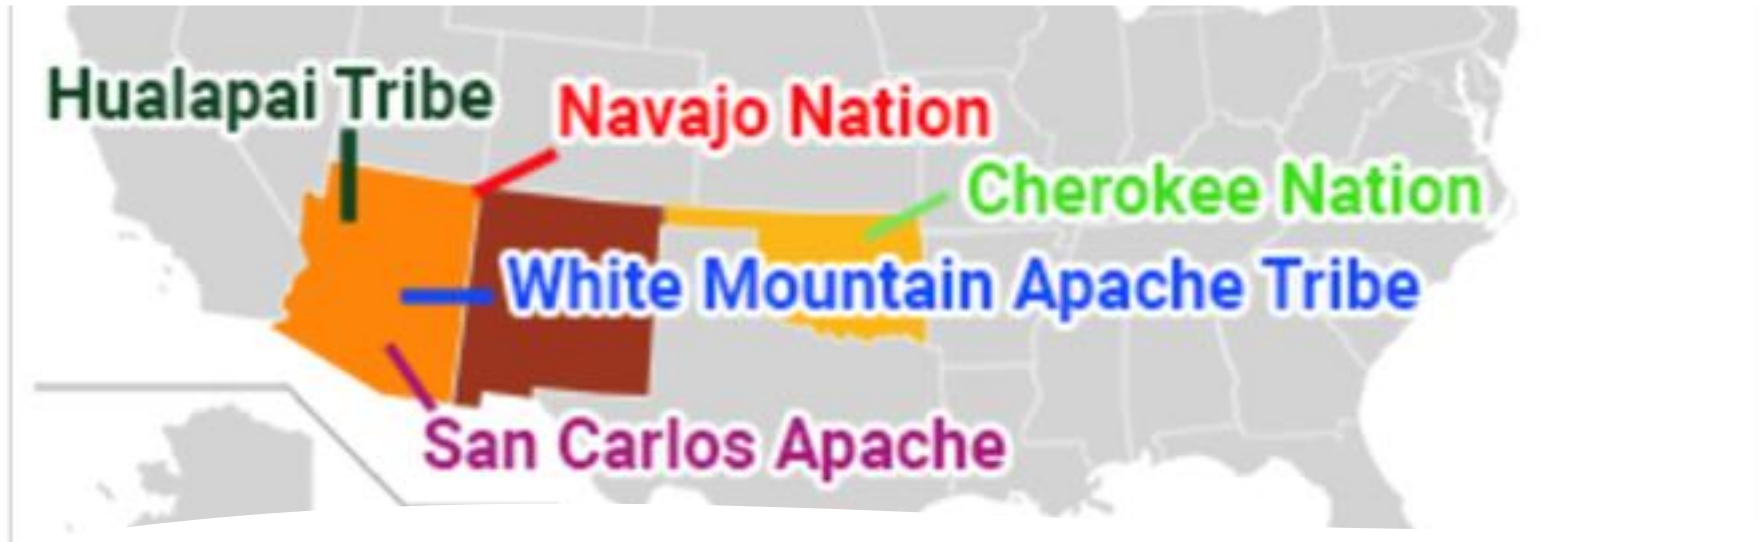 Hualapai Tribe
Navajo Nation
Cherokee Nation
White Mountain Apache Tribe
San Carlos Apache